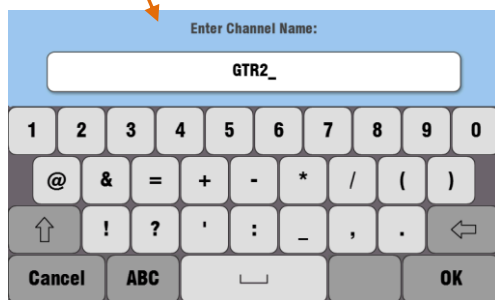 Enter Channel Name:
GTR2_
1 2 3 4 5 6 7 8 9 0
@ & = + - * / ( )
! ? ' : _ , .
Cancel ABC OK